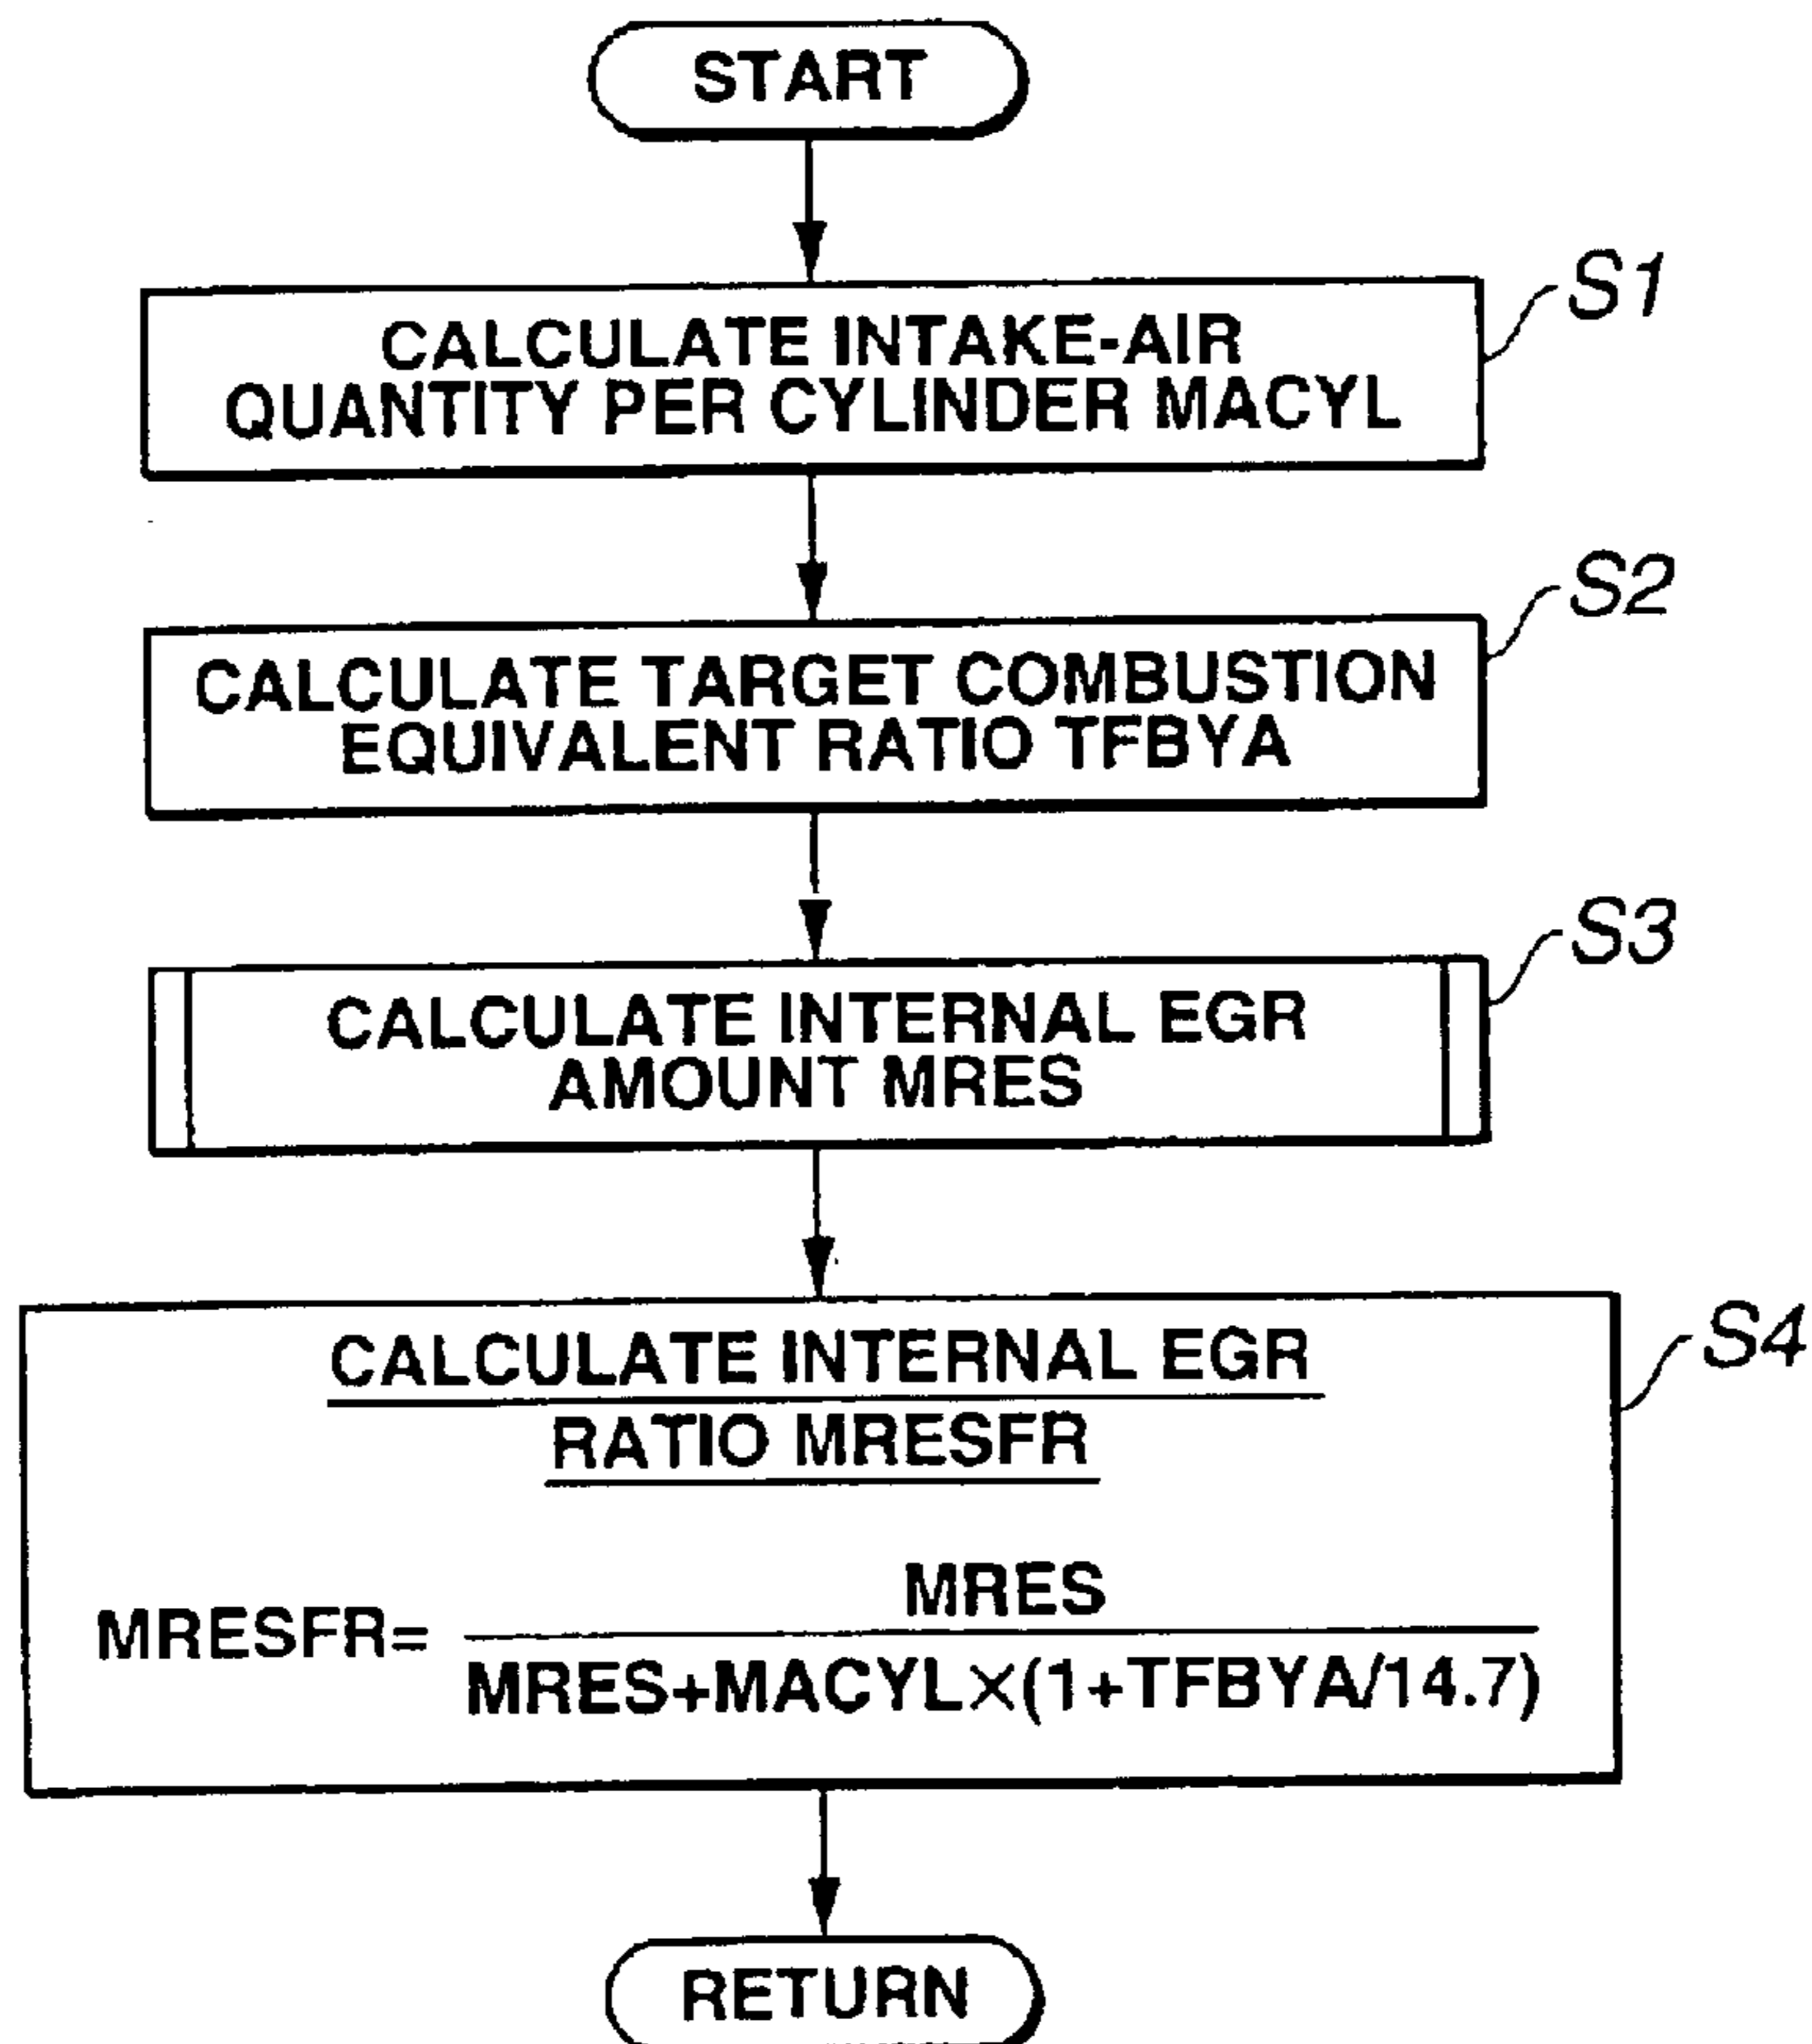 START
S1
CALCULATE INTAKE-AIR
QUANTITY PER CYLINDER MACYL
S2
CALCULATE TARGET COMBUSTION
EQUIVALENT RATIO TFBYA
S3
CALCULATE INTERNAL EGR
AMOUNT MRES
S4
CALCULATE INTERNAL EGR
RATIO MRESFR
MRES
MRESFR=
MRES+MACYL×(1+TFBYA/14.7)
RETURN